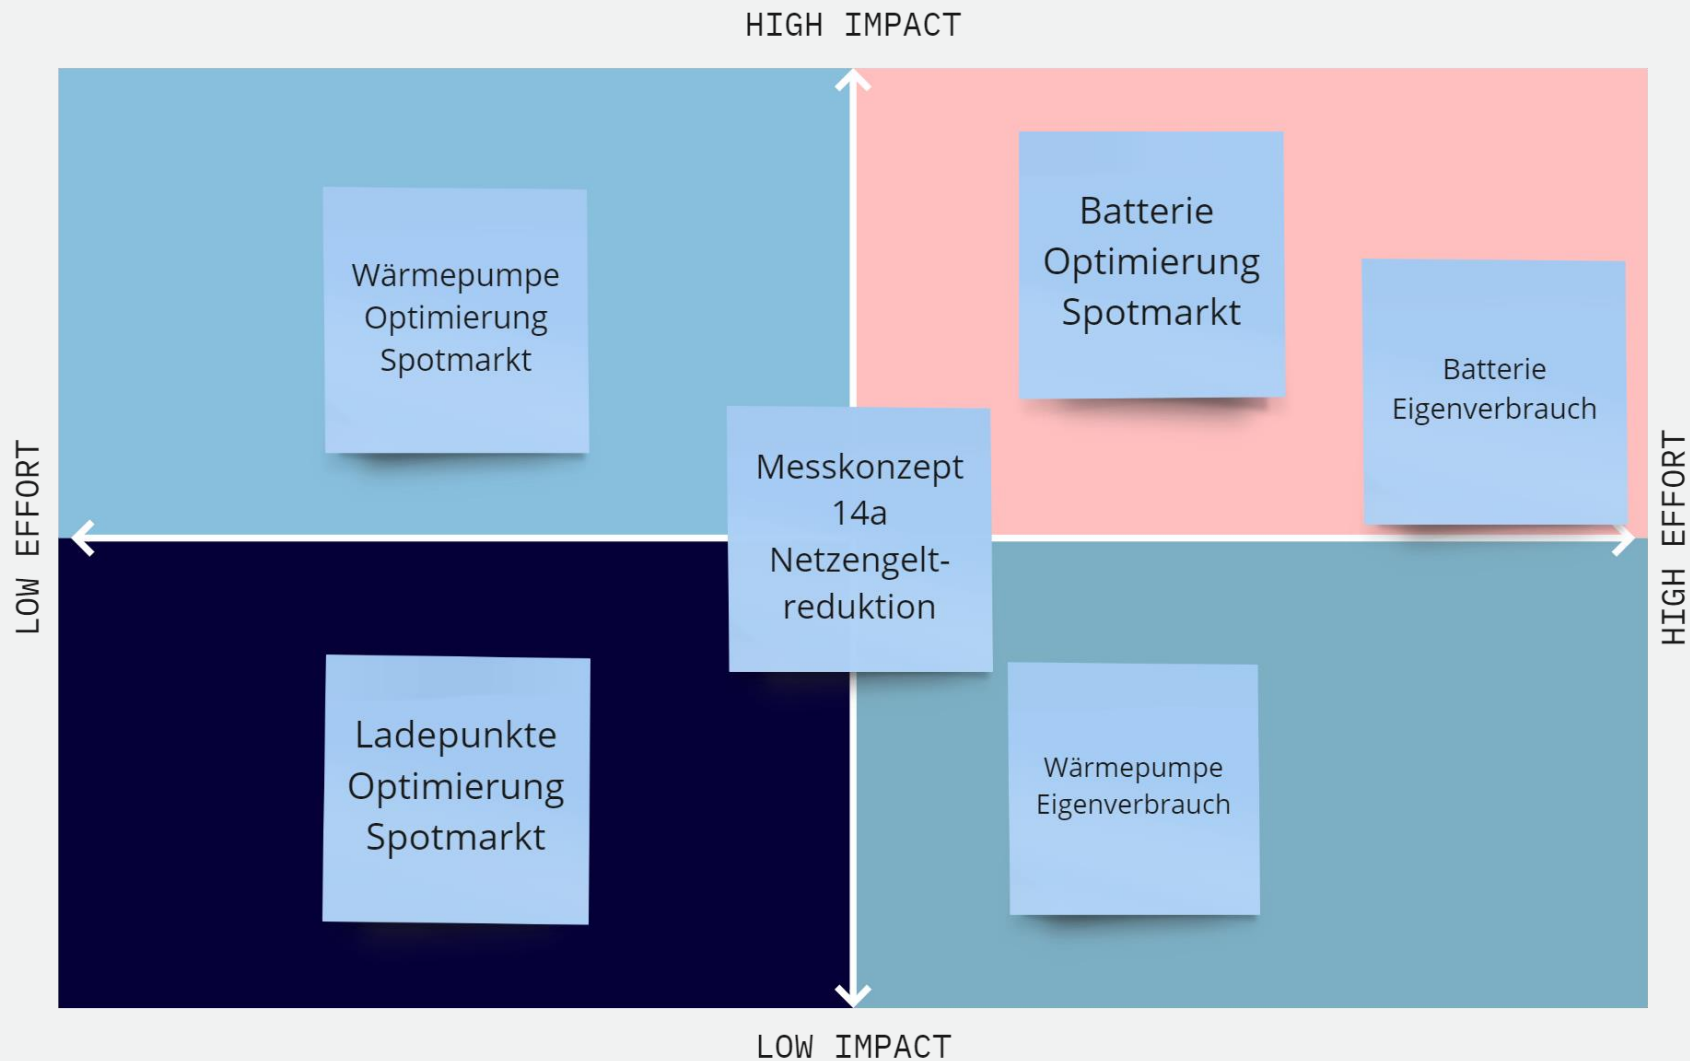 HIGH IMPACT
Batterie
Optimierung
Spotmarkt
Wärmepumpe
Optimierung
Spotmarkt
Batterie
Eigenverbrauch
LOW EFFORT
HIGH EFFORT
Messkonzept
14a
Netzengelt-
reduktion
Ladepunkte
Optimierung
Spotmarkt
Wärmepumpe
Eigenverbrauch
LOW IMPACT